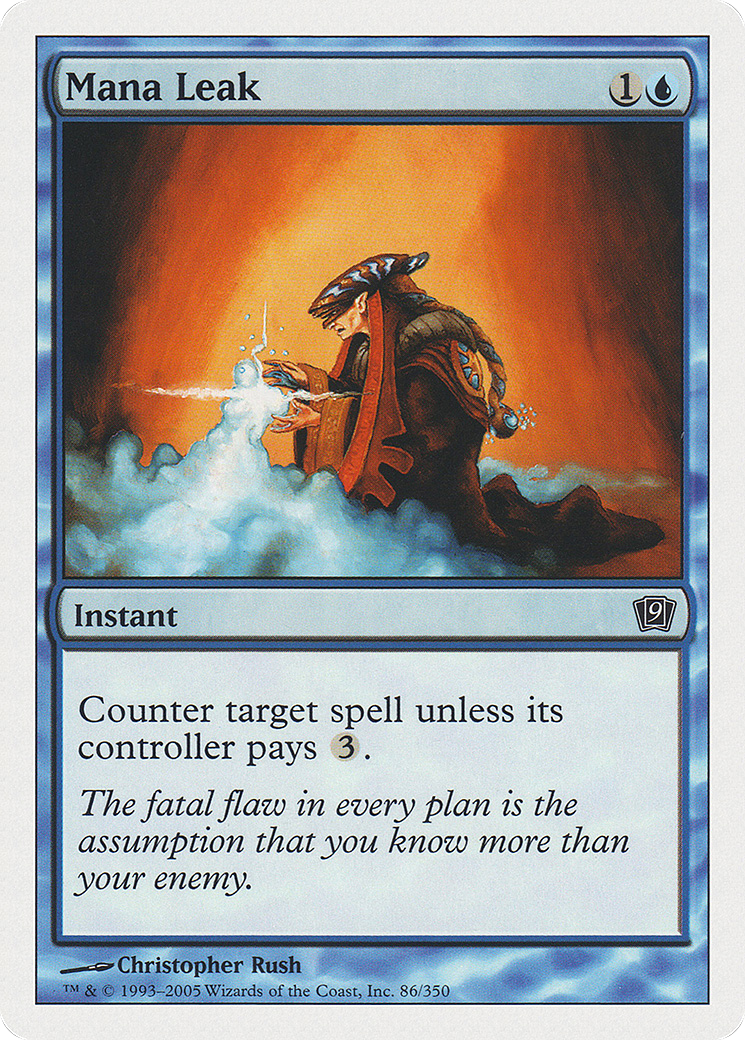 Mana Leak 1
Instant 9
Counter target spell unless its
controller pays 3.
The fatal flaw in every plan is the
assumption that you know more than
your enemy.
Christopher Rush
™ & © 1993–2005 Wizards of the Coast, Inc. 86/350